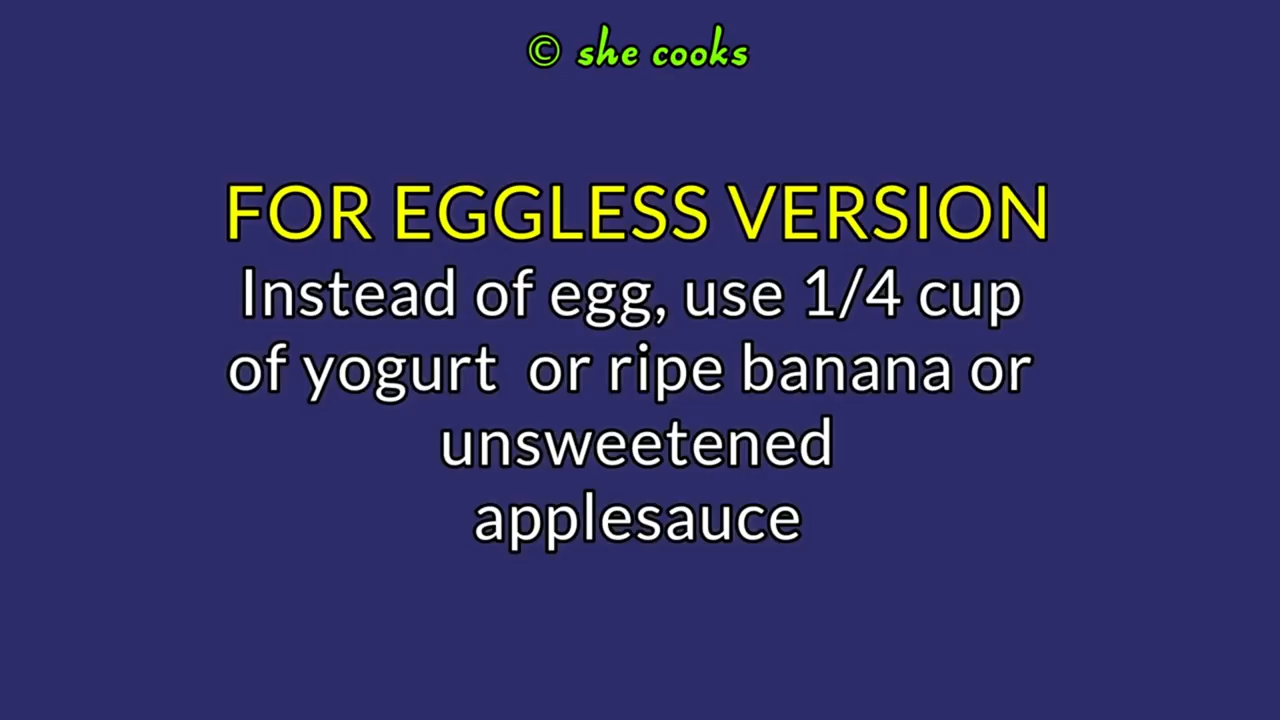 © she cooks
FOR EGGLESS VERSION
Instead of egg, use 1/4 cup
of yogurt  or ripe banana or
unsweetened
applesauce